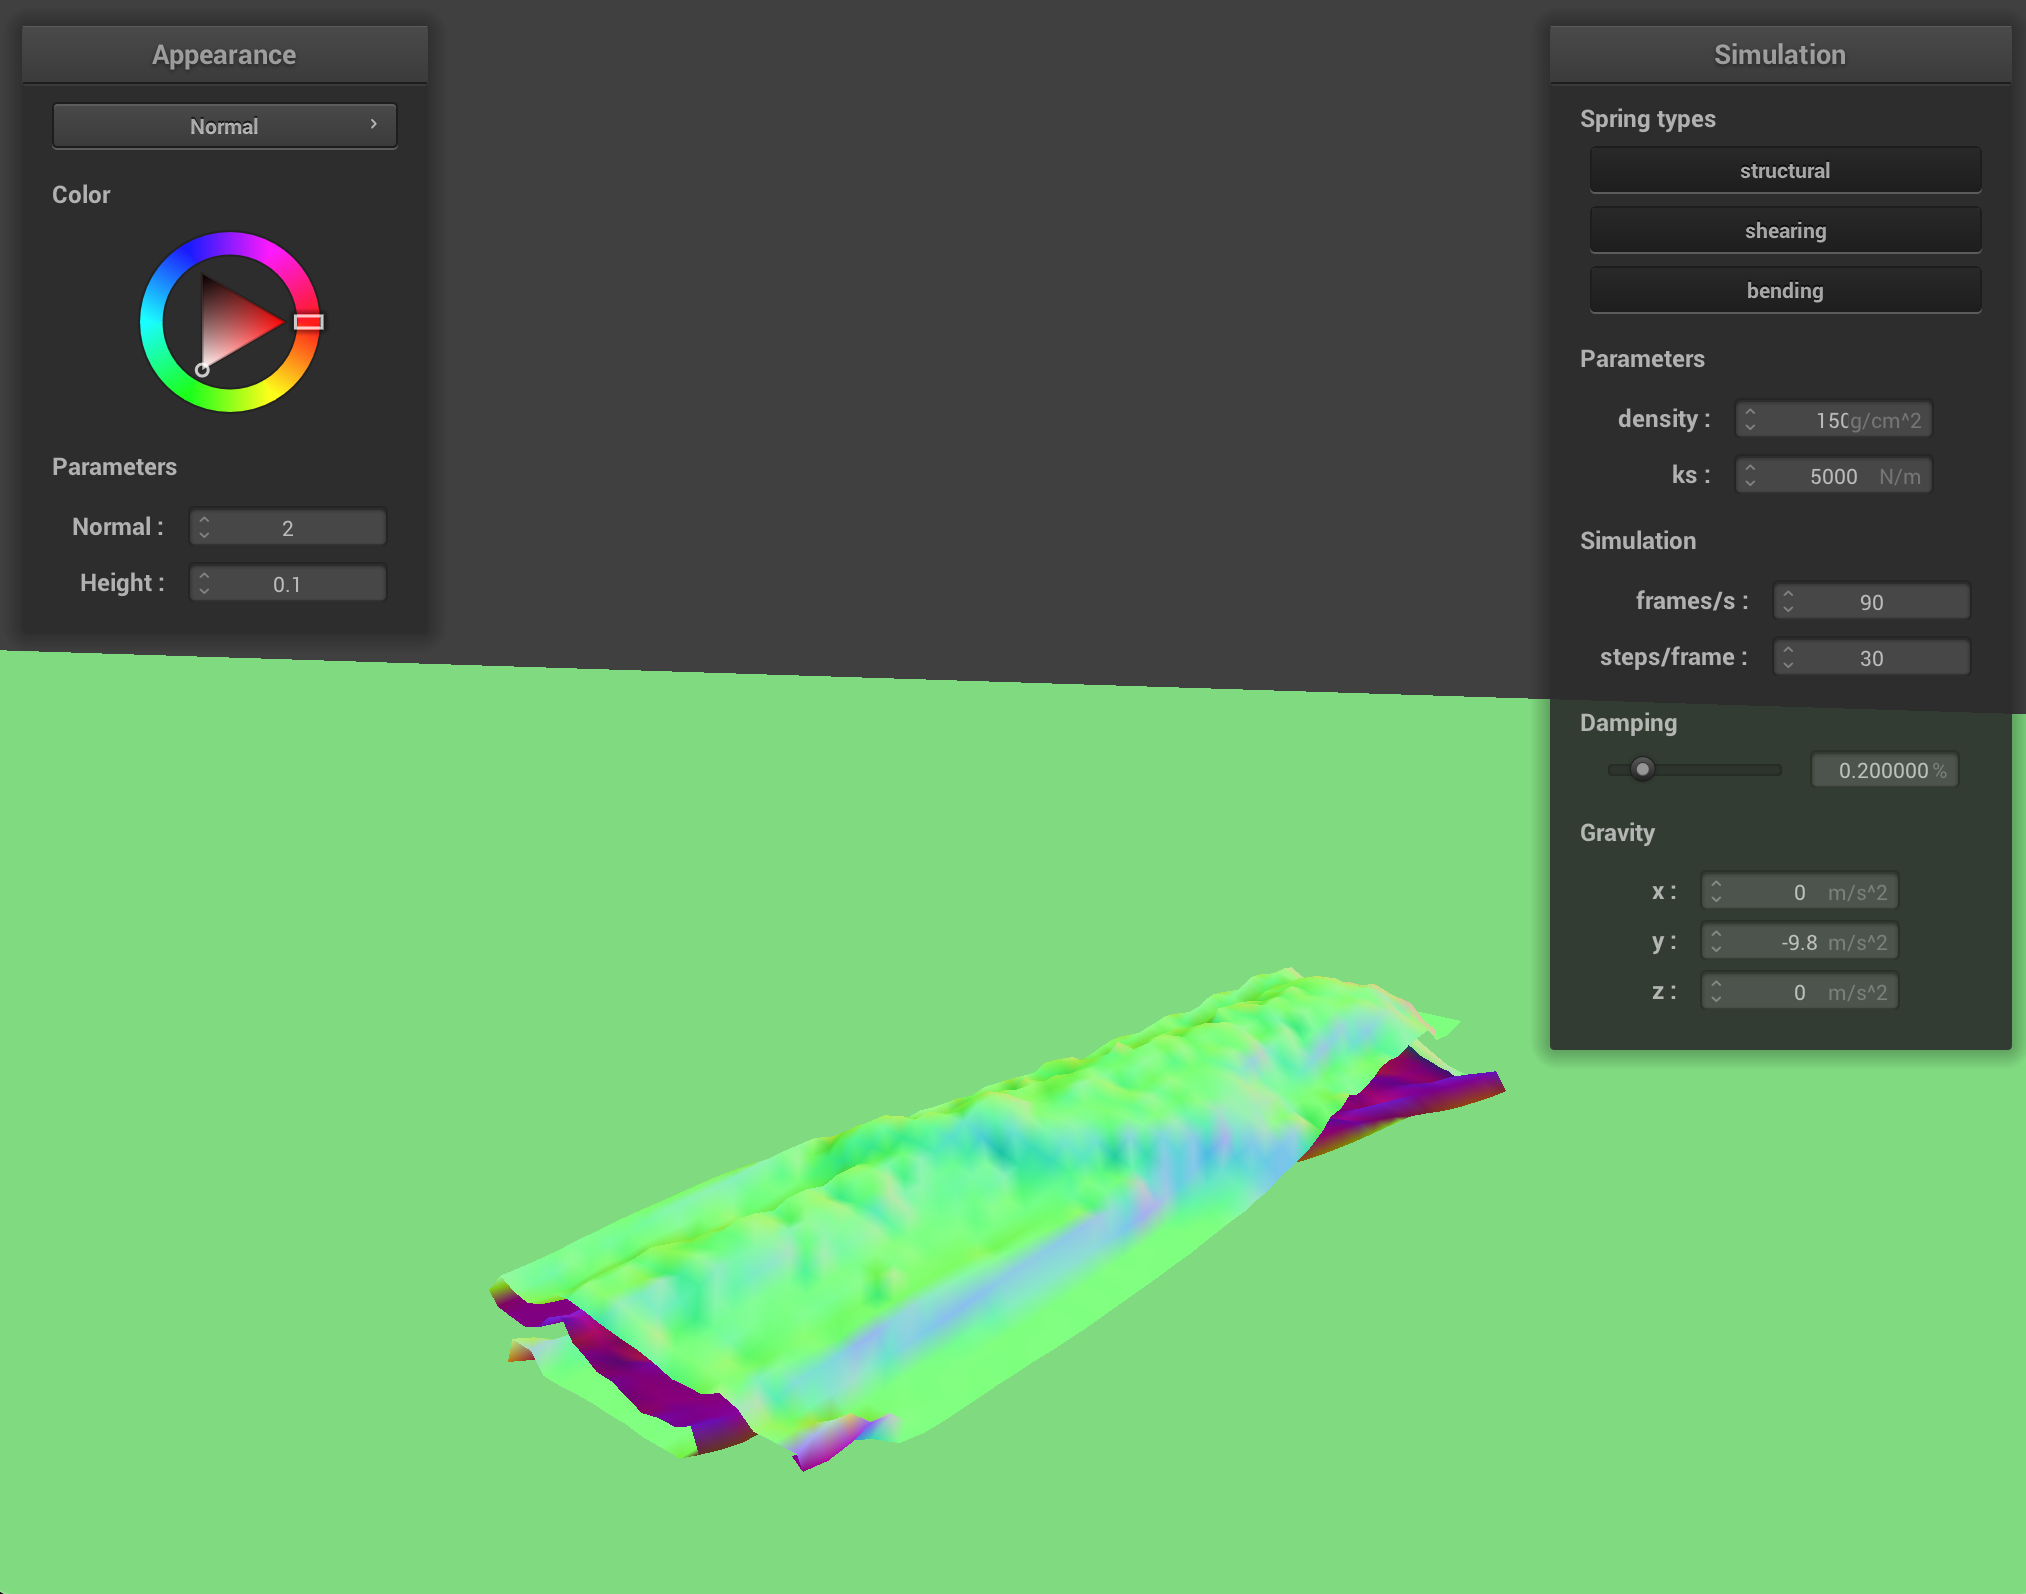 Appearance
Normal
Color
Parameters
Normal : 2
Height : 0.1
Simulation
Spring types
structural
shearing
bending
Parameters
density : 150 g/cm^2
ks : 5000 N/m
Simulation
frames/s : 90
steps/frame : 30
Damping
0.200000 %
Gravity
x : 0 m/s^2
y : -9.8 m/s^2
z : 0 m/s^2